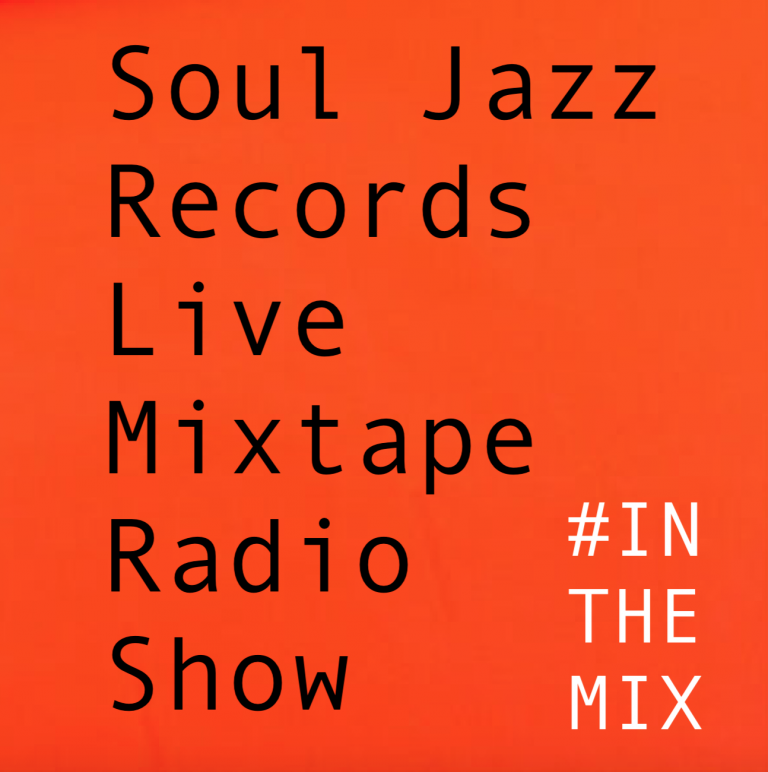 Soul Jazz
Records
Live
Mixtape
Radio
Show
#IN
THE
MIX